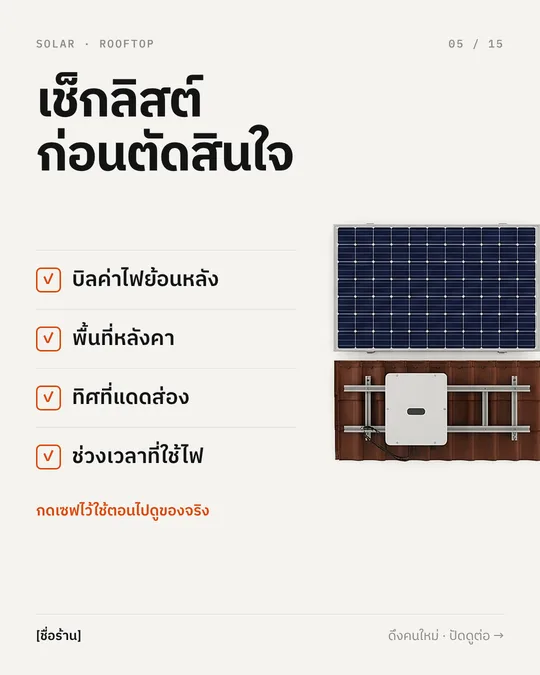 SOLAR · ROOFTOP
05 / 15
เช็กลิสต์
ก่อนตัดสินใจ
บิลค่าไฟย้อนหลัง
พื้นที่หลังคา
ทิศที่แดดส่อง
ช่วงเวลาที่ใช้ไฟ
กดเซฟไว้ใช้ตอนไปดูของจริง
[ชื่อร้าน]
ดึงคนใหม่ · ปัดดูต่อ →